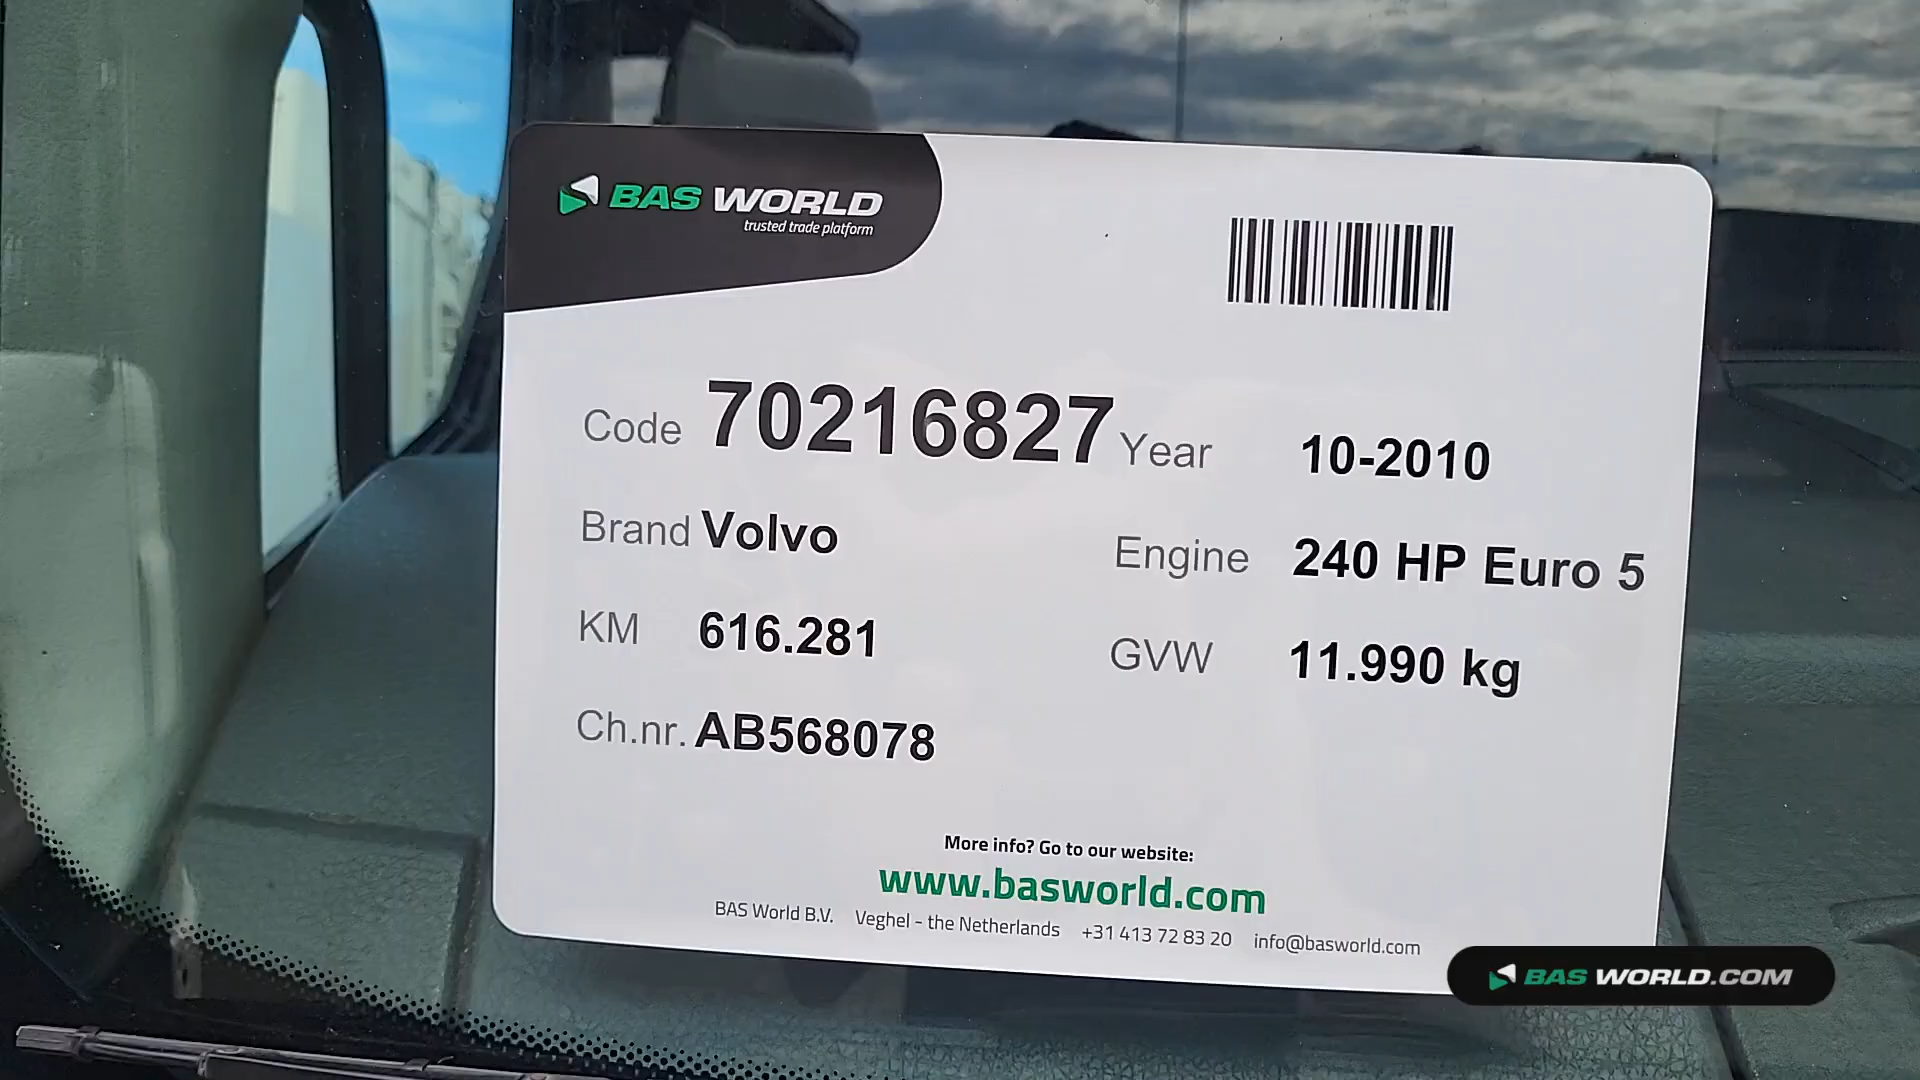 BAS WORLD
trusted trade platform
Code 70216827 Year 10-2010
Brand Volvo Engine 240 HP Euro 5
KM 616.281 GVW 11.990 kg
Ch.nr. AB568078
More info? Go to our website:
www.basworld.com
BAS World B.V. Veghel - the Netherlands +31 413 72 83 20 info@basworld.com
BAS WORLD.COM